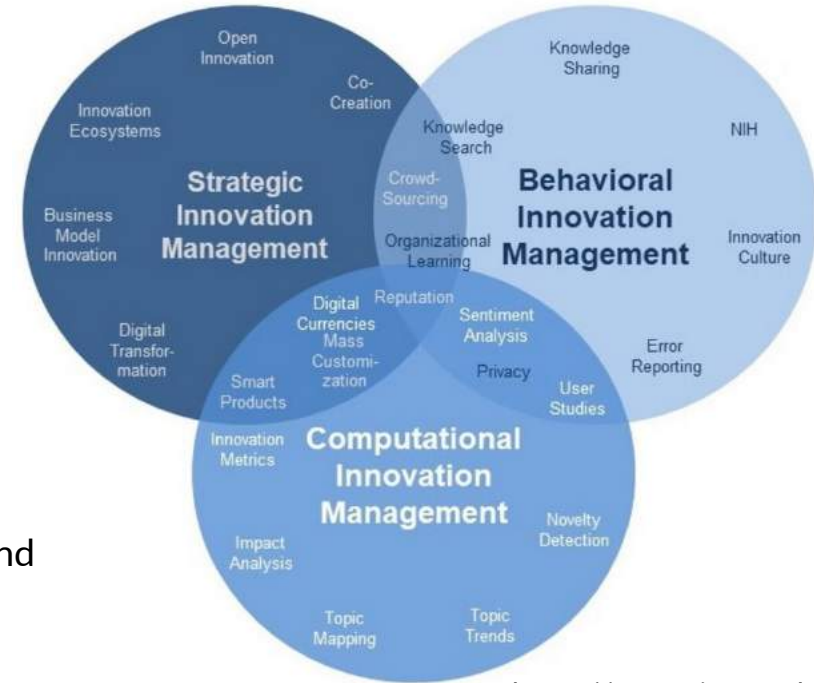 Open
Innovation
Co-
Creation
Innovation
Ecosystems
Strategic
Innovation
Management
Business
Model
Innovation
Digital
Transfor-
mation
Knowledge
Sharing
NIH
Knowledge
Search
Crowd-
Sourcing
Organizational
Learning
Behavioral
Innovation
Management
Innovation
Culture
Error
Reporting
Reputation
Digital
Currencies
Mass
Customi-
zation
Smart
Products
Sentiment
Analysis
Privacy
User
Studies
Innovation
Metrics
Computational
Innovation
Management
Impact
Analysis
Novelty
Detection
Topic
Mapping
Topic
Trends
nd